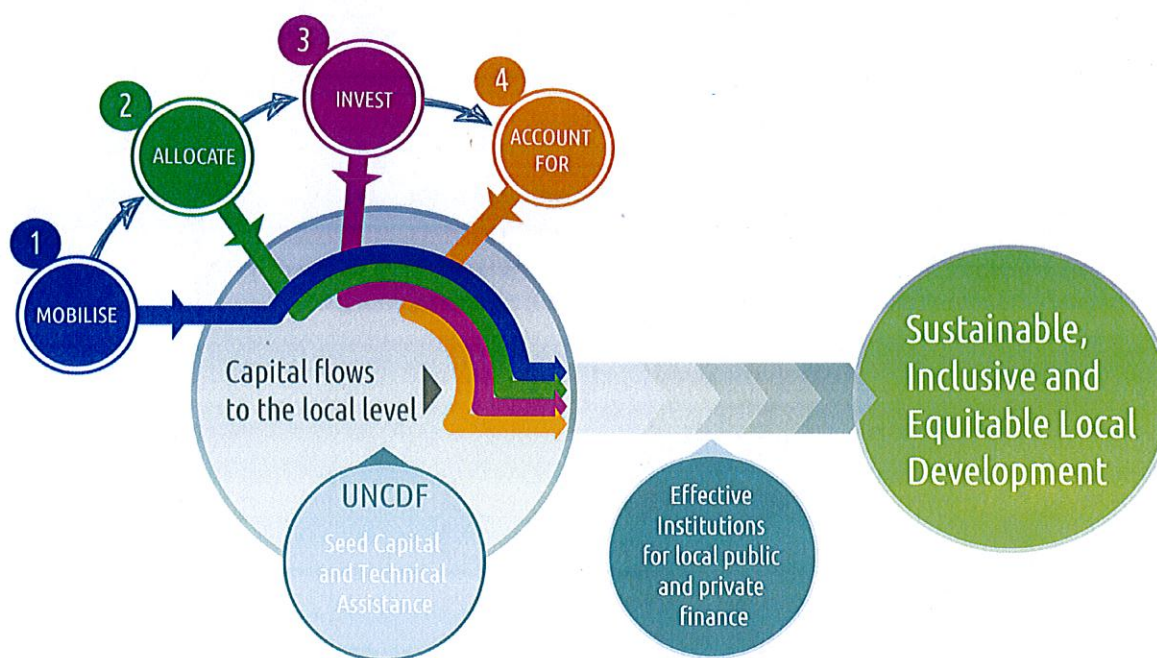 1
MOBILISE
2
ALLOCATE
3
INVEST
4
ACCOUNT
FOR
Capital flows
to the local level
UNCDF
Seed Capital
and Technical
Assistance
Effective
Institutions
for local public
and private
finance
Sustainable,
Inclusive and
Equitable Local
Development